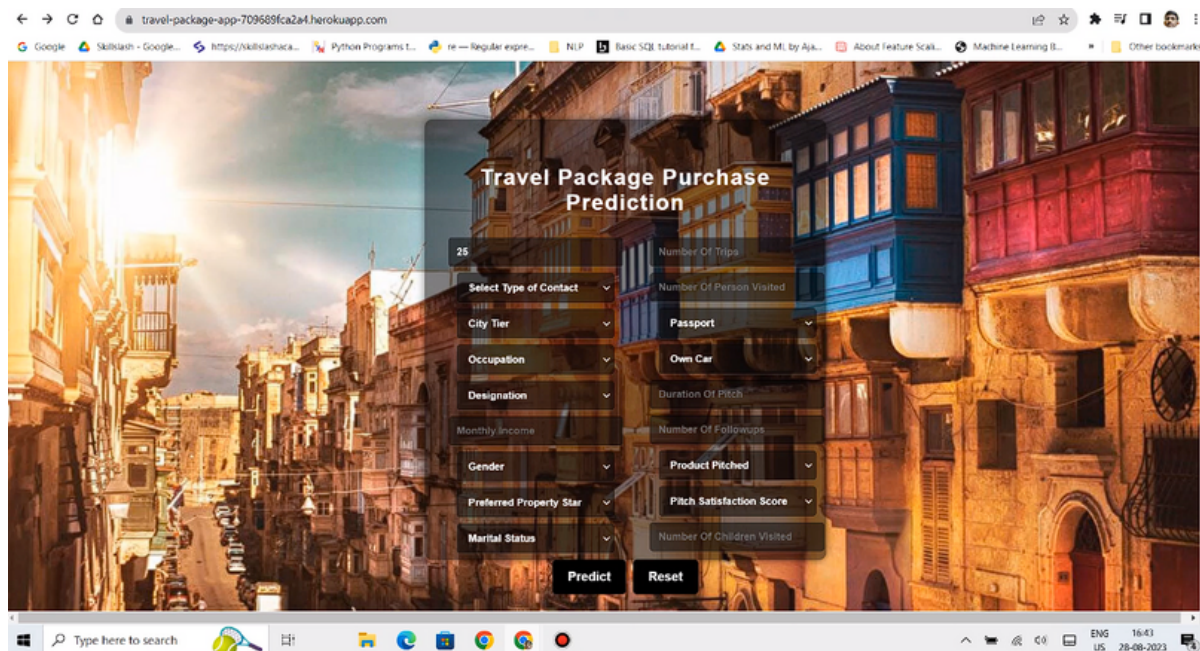 travel-package-app-709689fca2a4.herokuapp.com
Google Skillslash - Google... https://skillslashaca... Python Programs t... re — Regular expre... NLP Basic SQL tutorial f... Stats and ML by Aja... About Feature Scali... Machine Learning B... » Other bookmarks
Travel Package Purchase
Prediction
25 Number Of Trips
Select Type of Contact Number Of Person Visited
City Tier Passport
Occupation Own Car
Designation Duration Of Pitch
Monthly Income Number Of Followups
Gender Product Pitched
Preferred Property Star Pitch Satisfaction Score
Marital Status Number Of Children Visited
Predict Reset
Type here to search ENG 16:43
US 28-08-2023